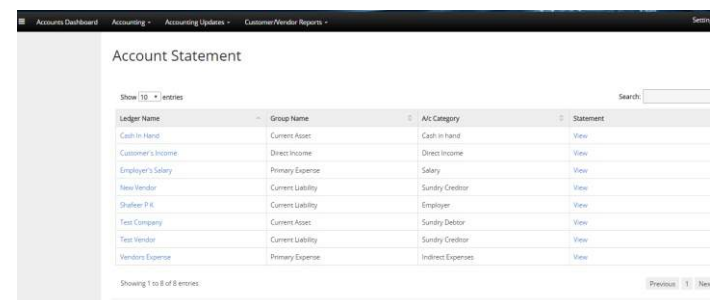 Accounts Dashboard Accounting Accounting Updates Customer/Vendor Reports Settin
Account Statement
Show 10 entries Search:
Ledger Name Group Name A/c Category Statement
Cash In Hand Current Asset Cash in hand View
Customer's Income Direct Income Direct Income View
Employer's Salary Primary Expense Salary View
New Vendor Current Liability Sundry Creditor View
Shafeer P K Current Liability Employer View
Test Company Current Asset Sundry Debtor View
Test Vendor Current Liability Sundry Creditor View
Vendors Expense Primary Expense Indirect Expenses View
Showing 1 to 8 of 8 entries Previous 1 Nex